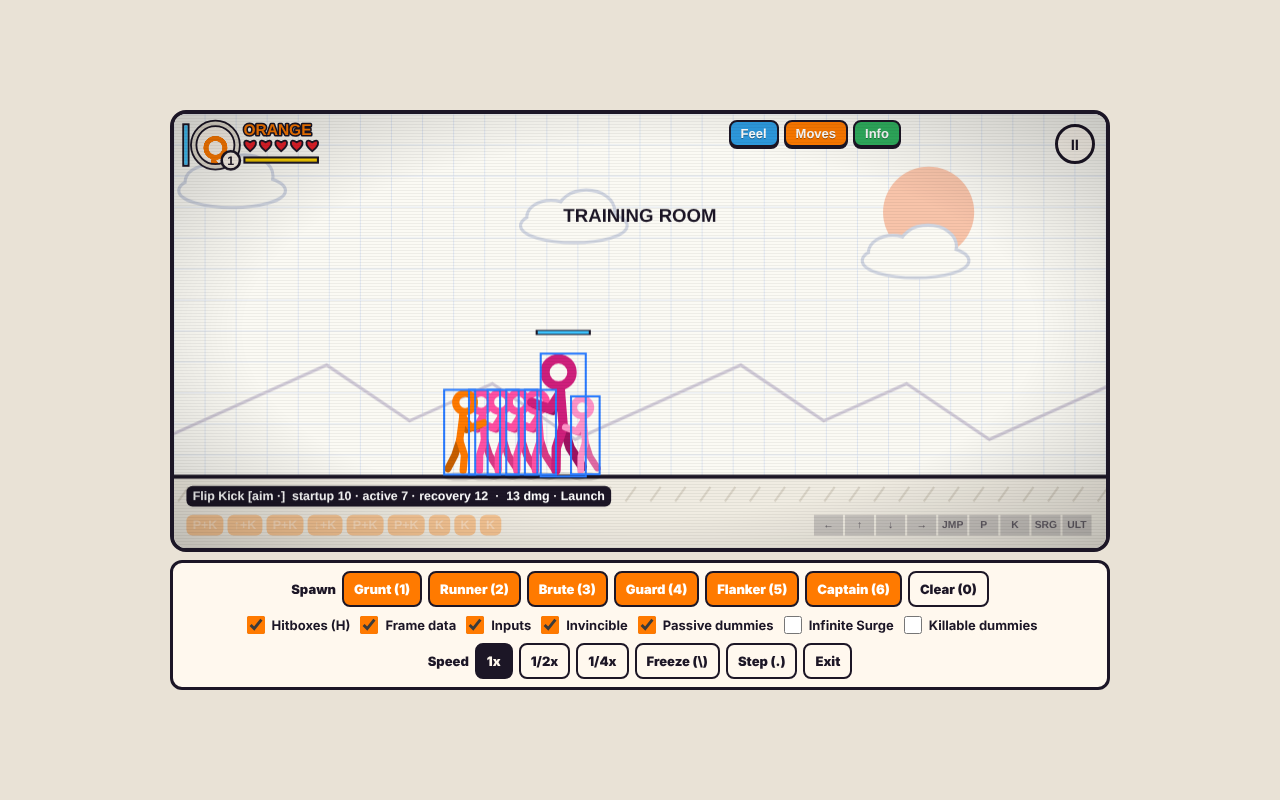 ORANGE
1
Feel Moves Info
TRAINING ROOM
Flip Kick [aim ·] startup 10 · active 7 · recovery 12 · 13 dmg · Launch
P+K P+K P+K P+K K K K
← ↑ ↓ → JMP P K SRG ULT
Spawn Grunt (1) Runner (2) Brute (3) Guard (4) Flanker (5) Captain (6) Clear (0)
Hitboxes (H) Frame data Inputs Invincible Passive dummies Infinite Surge Killable dummies
Speed 1x 1/2x 1/4x Freeze (\) Step (.) Exit